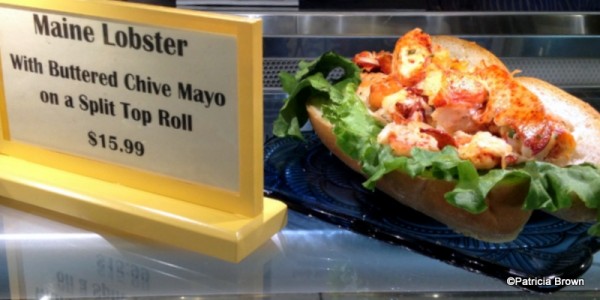 Maine Lobster
With Buttered Chive Mayo
on a Split Top Roll
$15.99
©Patricia Brown